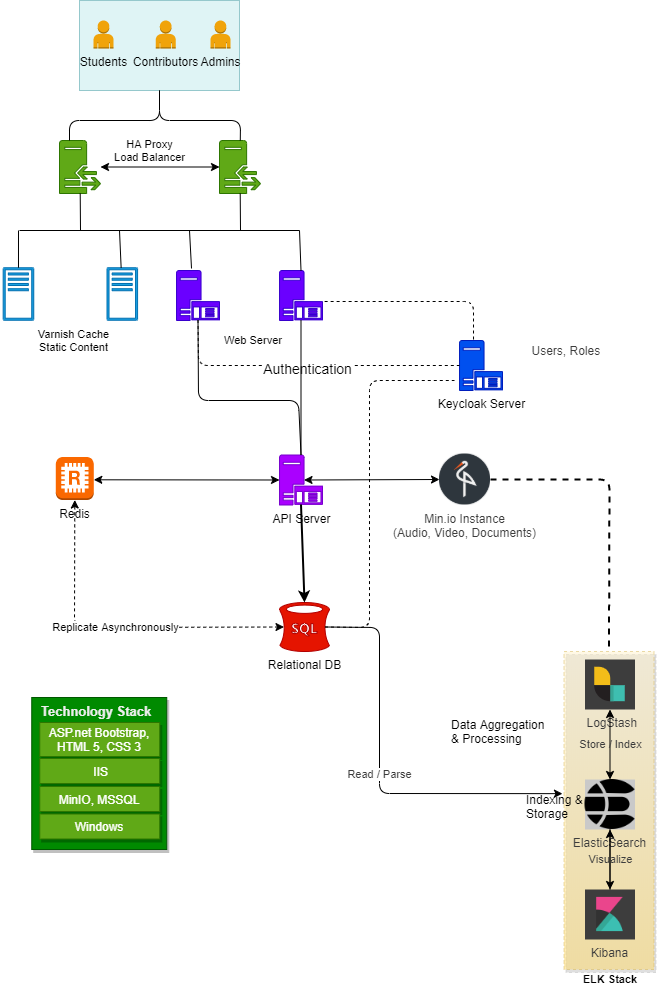 Students Contributors Admins
HA Proxy
Load Balancer
Varnish Cache
Static Content
Web Server
Users, Roles
Authentication
Keycloak Server
R
Redis
API Server
Min.io Instance
(Audio, Video, Documents)
Replicate Asynchronously
SQL
Relational DB
LogStash
Technology Stack
ASP.net Bootstrap,
HTML 5, CSS 3
IIS
MinIO, MSSQL
Windows
Data Aggregation
& Processing
Store / Index
Read / Parse
Indexing &
Storage
ElasticSearch
Visualize
Kibana
ELK Stack